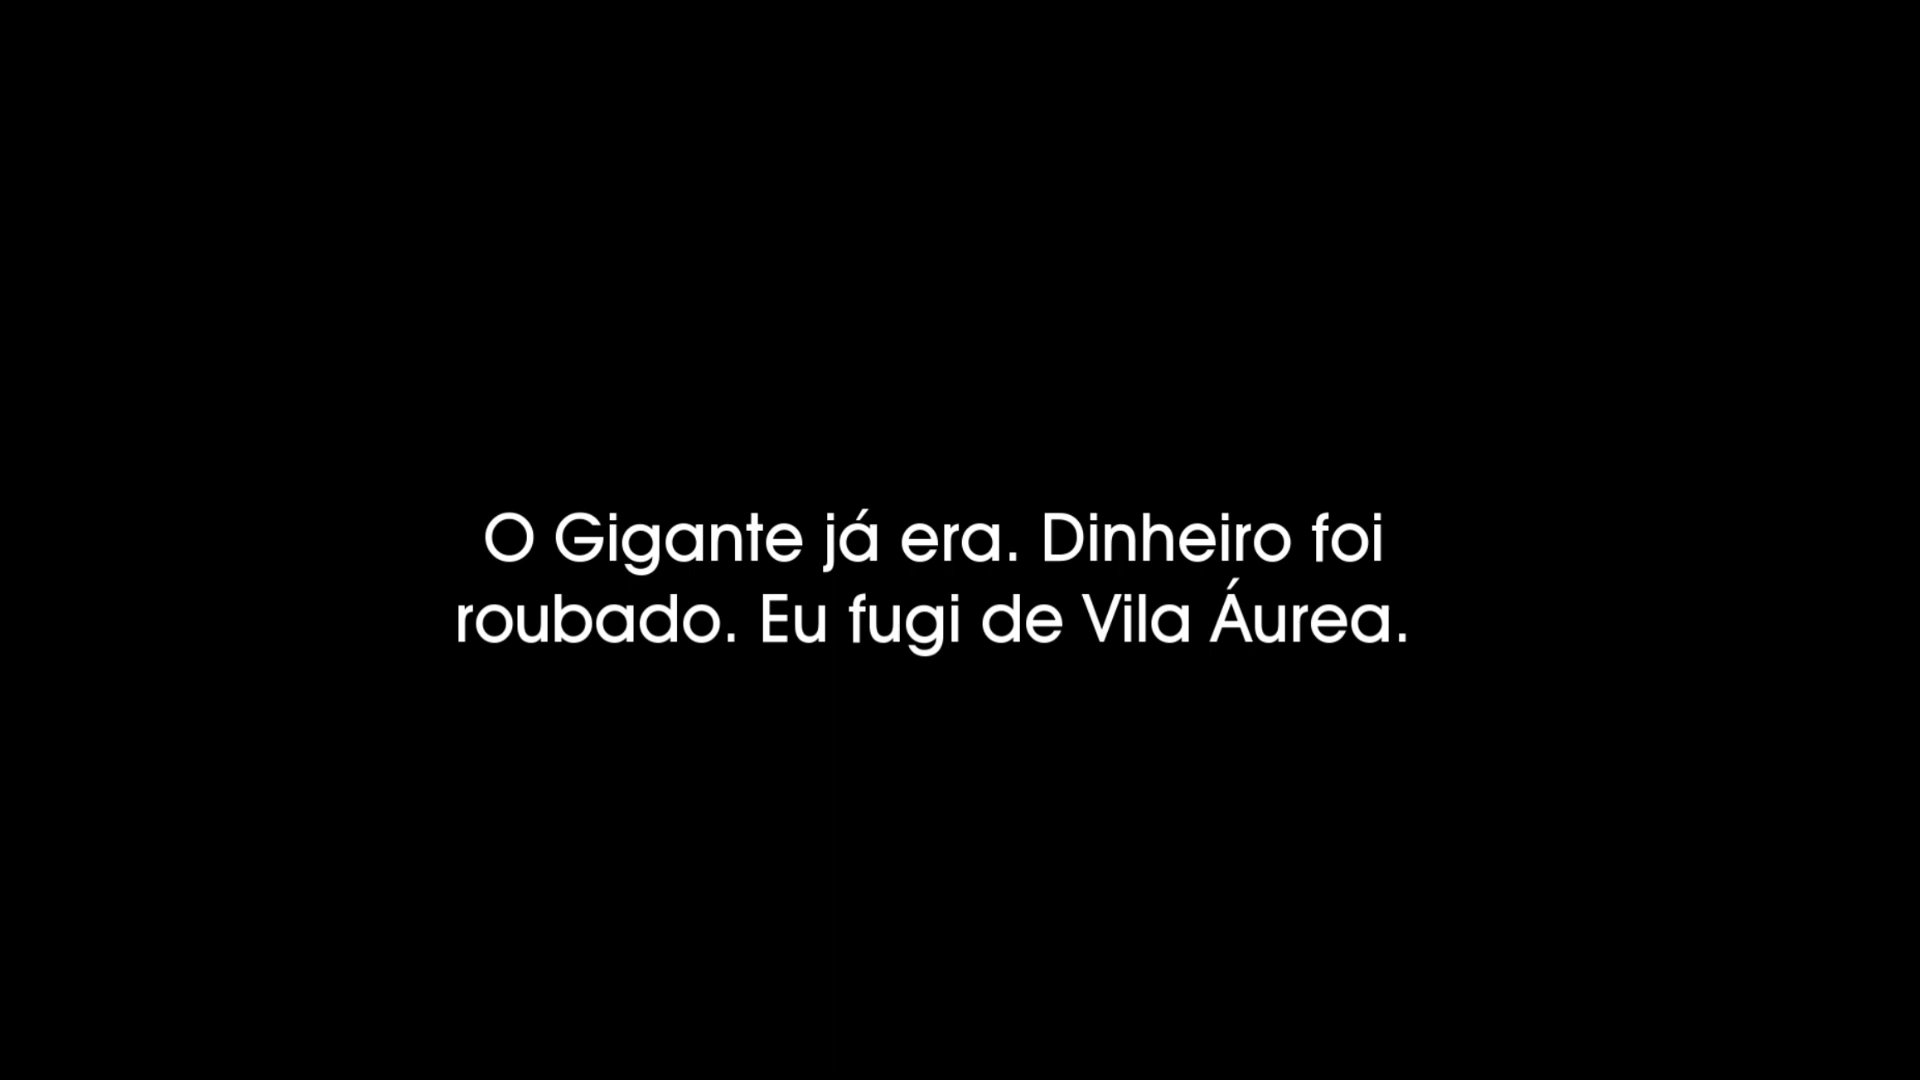 O Gigante já era. Dinheiro foi
roubado. Eu fugi de Vila Áurea.